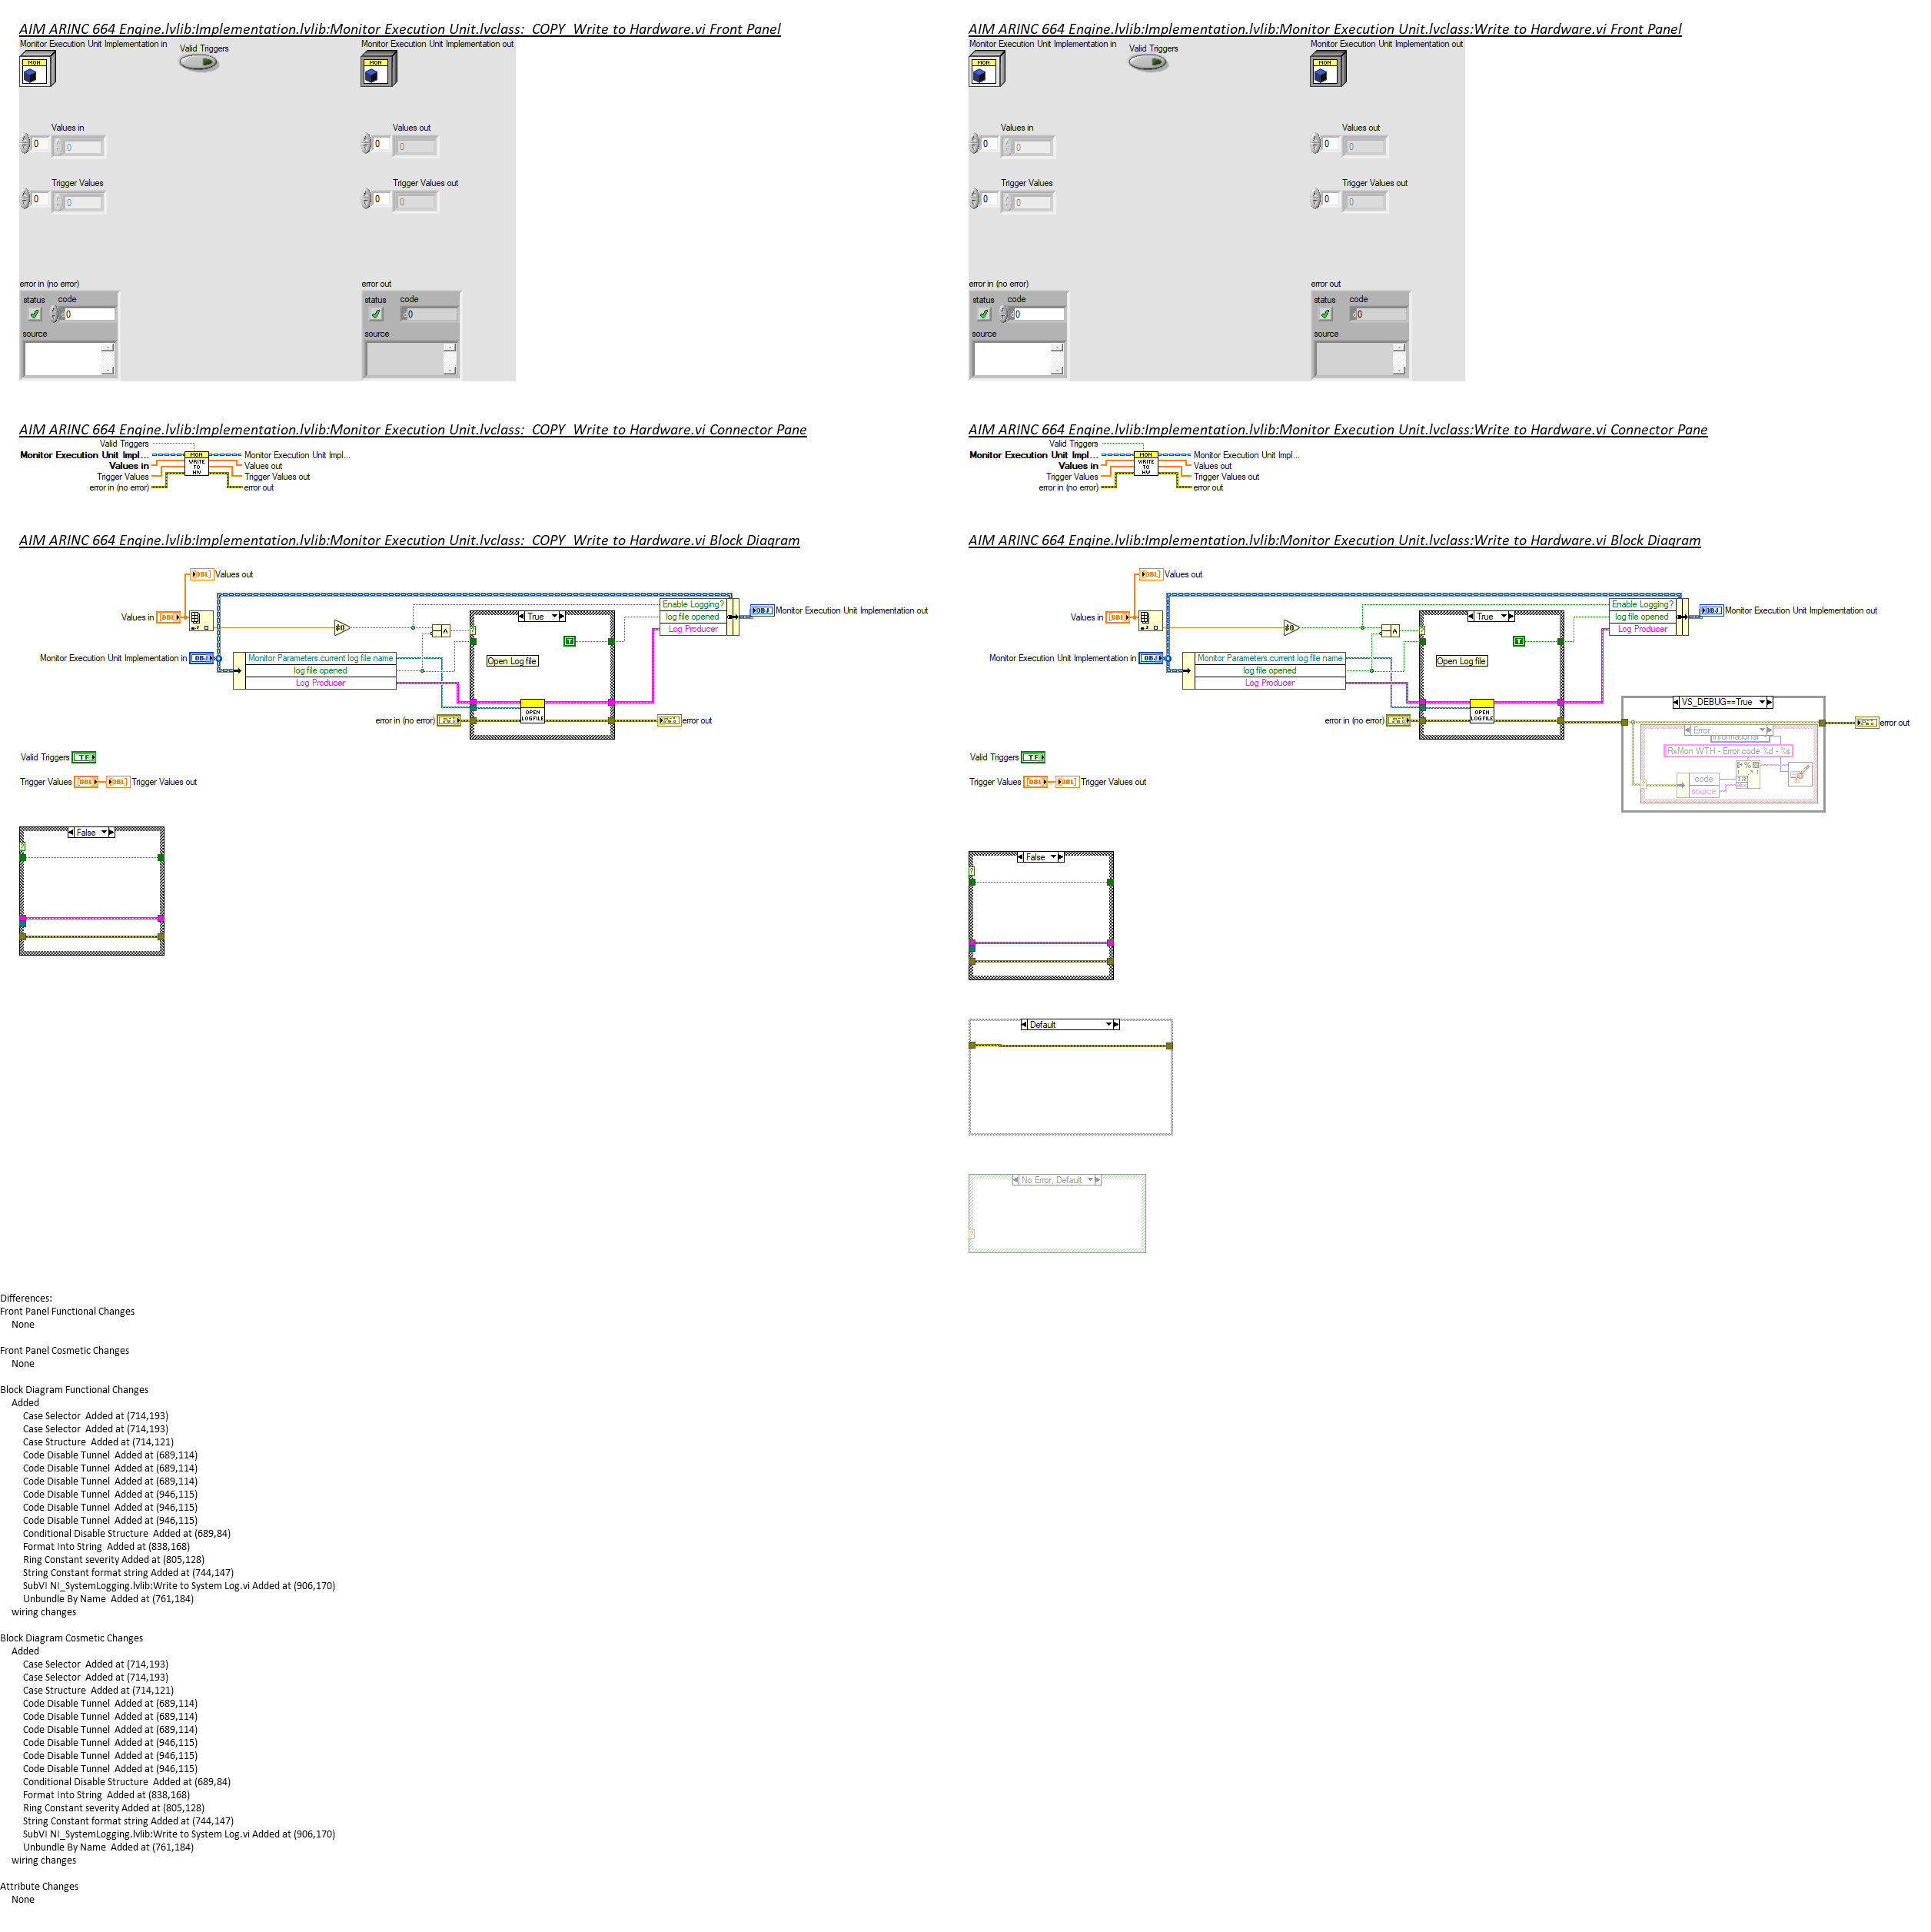 AIM ARINC 664 Engine.lvlib:Implementation.lvlib:Monitor Execution Unit.lvclass:  COPY  Write to Hardware.vi Front Panel
Monitor Execution Unit Implementation in
Valid Triggers
Monitor Execution Unit Implementation out
MON
MON
Values in
0
0
Values out
0
0
Trigger Values
0
0
Trigger Values out
0
0
error in (no error)
status
code
0
source
error out
status
code
0
source
AIM ARINC 664 Engine.lvlib:Implementation.lvlib:Monitor Execution Unit.lvclass:  COPY  Write to Hardware.vi Connector Pane
Valid Triggers
Monitor Execution Unit Impl...
Values in
Trigger Values
error in (no error)
MON
WRITE
TO
HW
Monitor Execution Unit Impl...
Values out
Trigger Values out
error out
AIM ARINC 664 Engine.lvlib:Implementation.lvlib:Monitor Execution Unit.lvclass:  COPY  Write to Hardware.vi Block Diagram
DBL
Values out
Values in
DBL
≠0
True
T
Enable Logging?
log file opened
Log Producer
OBJ
Monitor Execution Unit Implementation out
Monitor Execution Unit Implementation in
OBJ
Monitor Parameters.current log file name
log file opened
Log Producer
Open Log file
OPEN
LOGFILE
error in (no error)
error out
Valid Triggers
TF
Trigger Values
DBL
DBL
Trigger Values out
False
AIM ARINC 664 Engine.lvlib:Implementation.lvlib:Monitor Execution Unit.lvclass:Write to Hardware.vi Front Panel
Monitor Execution Unit Implementation in
Valid Triggers
Monitor Execution Unit Implementation out
MON
MON
Values in
0
0
Values out
0
0
Trigger Values
0
0
Trigger Values out
0
0
error in (no error)
status
code
0
source
error out
status
code
0
source
AIM ARINC 664 Engine.lvlib:Implementation.lvlib:Monitor Execution Unit.lvclass:Write to Hardware.vi Connector Pane
Valid Triggers
Monitor Execution Unit Impl...
Values in
Trigger Values
error in (no error)
MON
WRITE
TO
HW
Monitor Execution Unit Impl...
Values out
Trigger Values out
error out
AIM ARINC 664 Engine.lvlib:Implementation.lvlib:Monitor Execution Unit.lvclass:Write to Hardware.vi Block Diagram
DBL
Values out
Values in
DBL
≠0
True
T
Enable Logging?
log file opened
Log Producer
OBJ
Monitor Execution Unit Implementation out
Monitor Execution Unit Implementation in
OBJ
Monitor Parameters.current log file name
log file opened
Log Producer
Open Log file
OPEN
LOGFILE
error in (no error)
VS_DEBUG==True
error out
Error
Informational
RxMon WTH - Error code %d - %s
code
source
Valid Triggers
TF
Trigger Values
DBL
DBL
Trigger Values out
False
Default
No Error, Default
Differences:
Front Panel Functional Changes
None
Front Panel Cosmetic Changes
None
Block Diagram Functional Changes
Added
Case Selector  Added at (714,193)
Case Selector  Added at (714,193)
Case Structure  Added at (714,121)
Code Disable Tunnel  Added at (689,114)
Code Disable Tunnel  Added at (689,114)
Code Disable Tunnel  Added at (689,114)
Code Disable Tunnel  Added at (946,115)
Code Disable Tunnel  Added at (946,115)
Code Disable Tunnel  Added at (946,115)
Conditional Disable Structure  Added at (689,84)
Format Into String  Added at (838,168)
Ring Constant severity Added at (805,128)
String Constant format string Added at (744,147)
SubVI NI_SystemLogging.lvlib:Write to System Log.vi Added at (906,170)
Unbundle By Name  Added at (761,184)
wiring changes
Block Diagram Cosmetic Changes
Added
Case Selector  Added at (714,193)
Case Selector  Added at (714,193)
Case Structure  Added at (714,121)
Code Disable Tunnel  Added at (689,114)
Code Disable Tunnel  Added at (689,114)
Code Disable Tunnel  Added at (689,114)
Code Disable Tunnel  Added at (946,115)
Code Disable Tunnel  Added at (946,115)
Code Disable Tunnel  Added at (946,115)
Conditional Disable Structure  Added at (689,84)
Format Into String  Added at (838,168)
Ring Constant severity Added at (805,128)
String Constant format string Added at (744,147)
SubVI NI_SystemLogging.lvlib:Write to System Log.vi Added at (906,170)
Unbundle By Name  Added at (761,184)
wiring changes
Attribute Changes
None